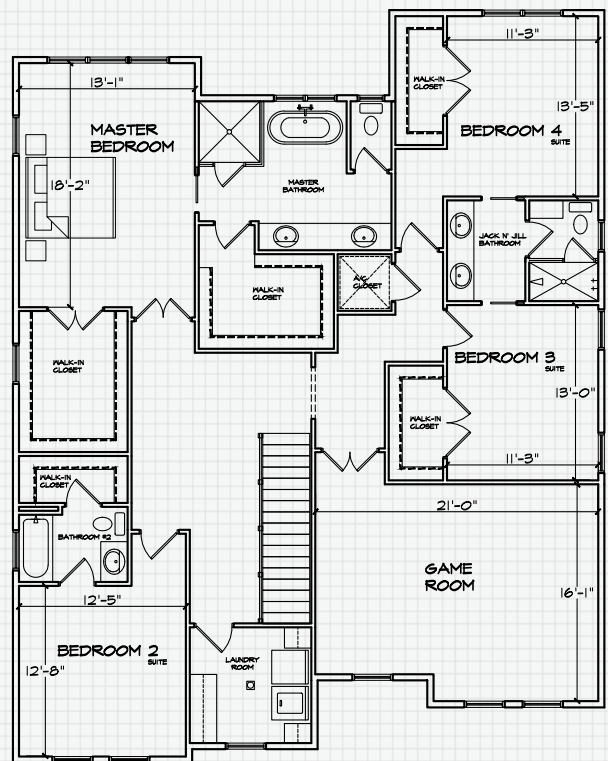 11'-3"
WALK-IN
CLOSET
13'-5"
BEDROOM 4
SUITE
13'-1"
MASTER
BEDROOM
18'-2"
MASTER
BATHROOM
JACK N' JILL
BATHROOM
WALK-IN
CLOSET
A/C
CLOSET
WALK-IN
CLOSET
BEDROOM 3
SUITE
13'-0"
WALK-IN
CLOSET
11'-3"
WALK-IN
CLOSET
21'-0"
BATHROOM #2
GAME
ROOM
16'-1"
12'-5"
BEDROOM 2
SUITE
12'-8"
LAUNDRY
ROOM